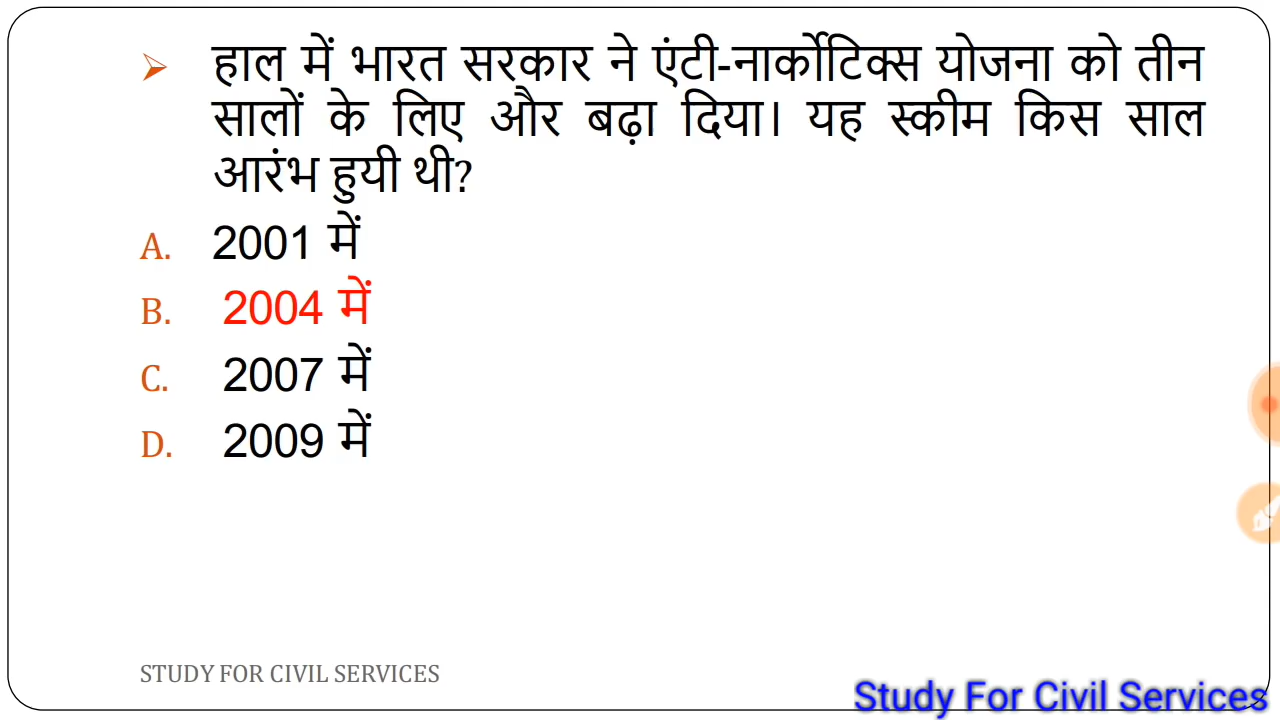 हाल में भारत सरकार ने एंटी-नार्कोटिक्स योजना को तीन
सालों के लिए और बढ़ा दिया। यह स्कीम किस साल
आरंभ हुयी थी?
A. 2001 में
B. 2004 में
C. 2007 में
D. 2009 में
STUDY FOR CIVIL SERVICES
Study For Civil Services